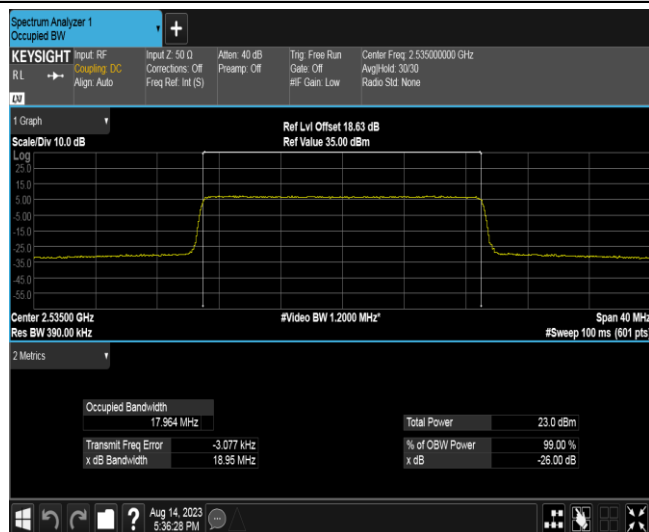 Spectrum Analyzer 1
Occupied BW
KEYSIGHT
RL
LXI
Input: RF
Coupling: DC
Align: Auto
Input Z: 50 Ω
Corrections: Off
Freq Ref: Int (S)
Atten: 40 dB
Preamp: Off
Trig: Free Run
Gate: Off
#IF Gain: Low
Center Freq: 2.535000000 GHz
Avg|Hold: 30/30
Radio Std: None
1 Graph
Scale/Div 10.0 dB
Ref Lvl Offset 18.63 dB
Ref Value 35.00 dBm
Log
25.0
15.0
5.00
-5.00
-15.0
-25.0
-35.0
-45.0
-55.0
Center 2.53500 GHz
Res BW 390.00 kHz
#Video BW 1.2000 MHz*
Span 40 MHz
#Sweep 100 ms (601 pts)
2 Metrics
Occupied Bandwidth
17.964 MHz
Transmit Freq Error -3.077 kHz
x dB Bandwidth 18.95 MHz
Total Power 23.0 dBm
% of OBW Power 99.00 %
x dB -26.00 dB
?
Aug 14, 2023
5:36:28 PM